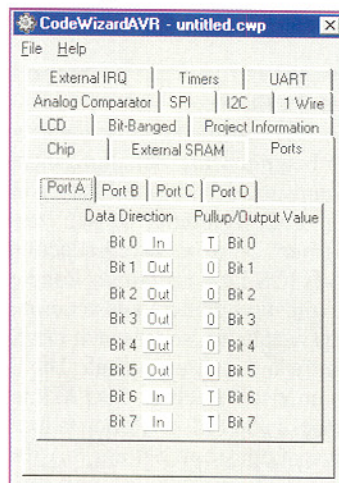 CodeWizardAVR - untitled.cwp
File Help
External IRQ Timers UART
Analog Comparator SPI I2C 1 Wire
LCD Bit-Banged Project Information
Chip External SRAM Ports
Port A Port B Port C Port D
Data Direction Pullup/Output Value
Bit 0 In T Bit 0
Bit 1 Out 0 Bit 1
Bit 2 Out 0 Bit 2
Bit 3 Out 0 Bit 3
Bit 4 Out 0 Bit 4
Bit 5 Out 0 Bit 5
Bit 6 In T Bit 6
Bit 7 In T Bit 7